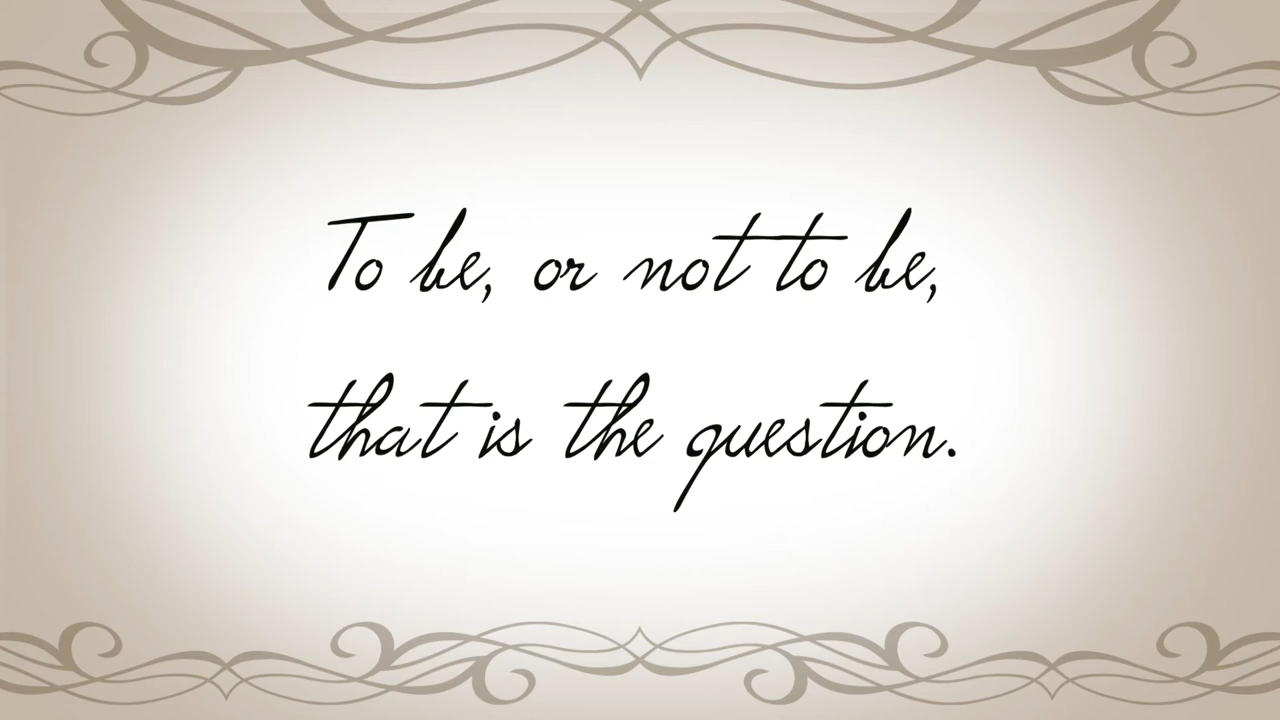 To be, or not to be,
that is the question.